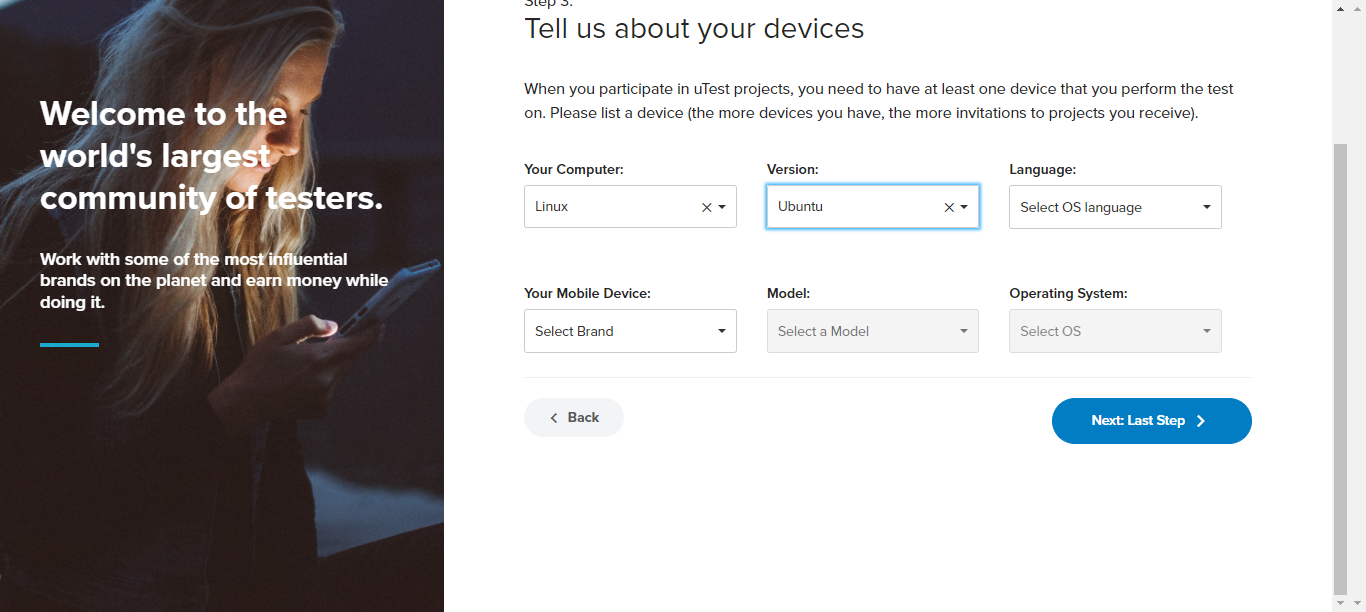 Welcome to the
world's largest
community of testers.
Work with some of the most influential
brands on the planet and earn money while
doing it.
Step 3:
Tell us about your devices
When you participate in uTest projects, you need to have at least one device that you perform the test
on. Please list a device (the more devices you have, the more invitations to projects you receive).
Your Computer:
Version:
Language:
Linux
Ubuntu
Select OS language
Your Mobile Device:
Model:
Operating System:
Select Brand
Select a Model
Select OS
Back
Next: Last Step